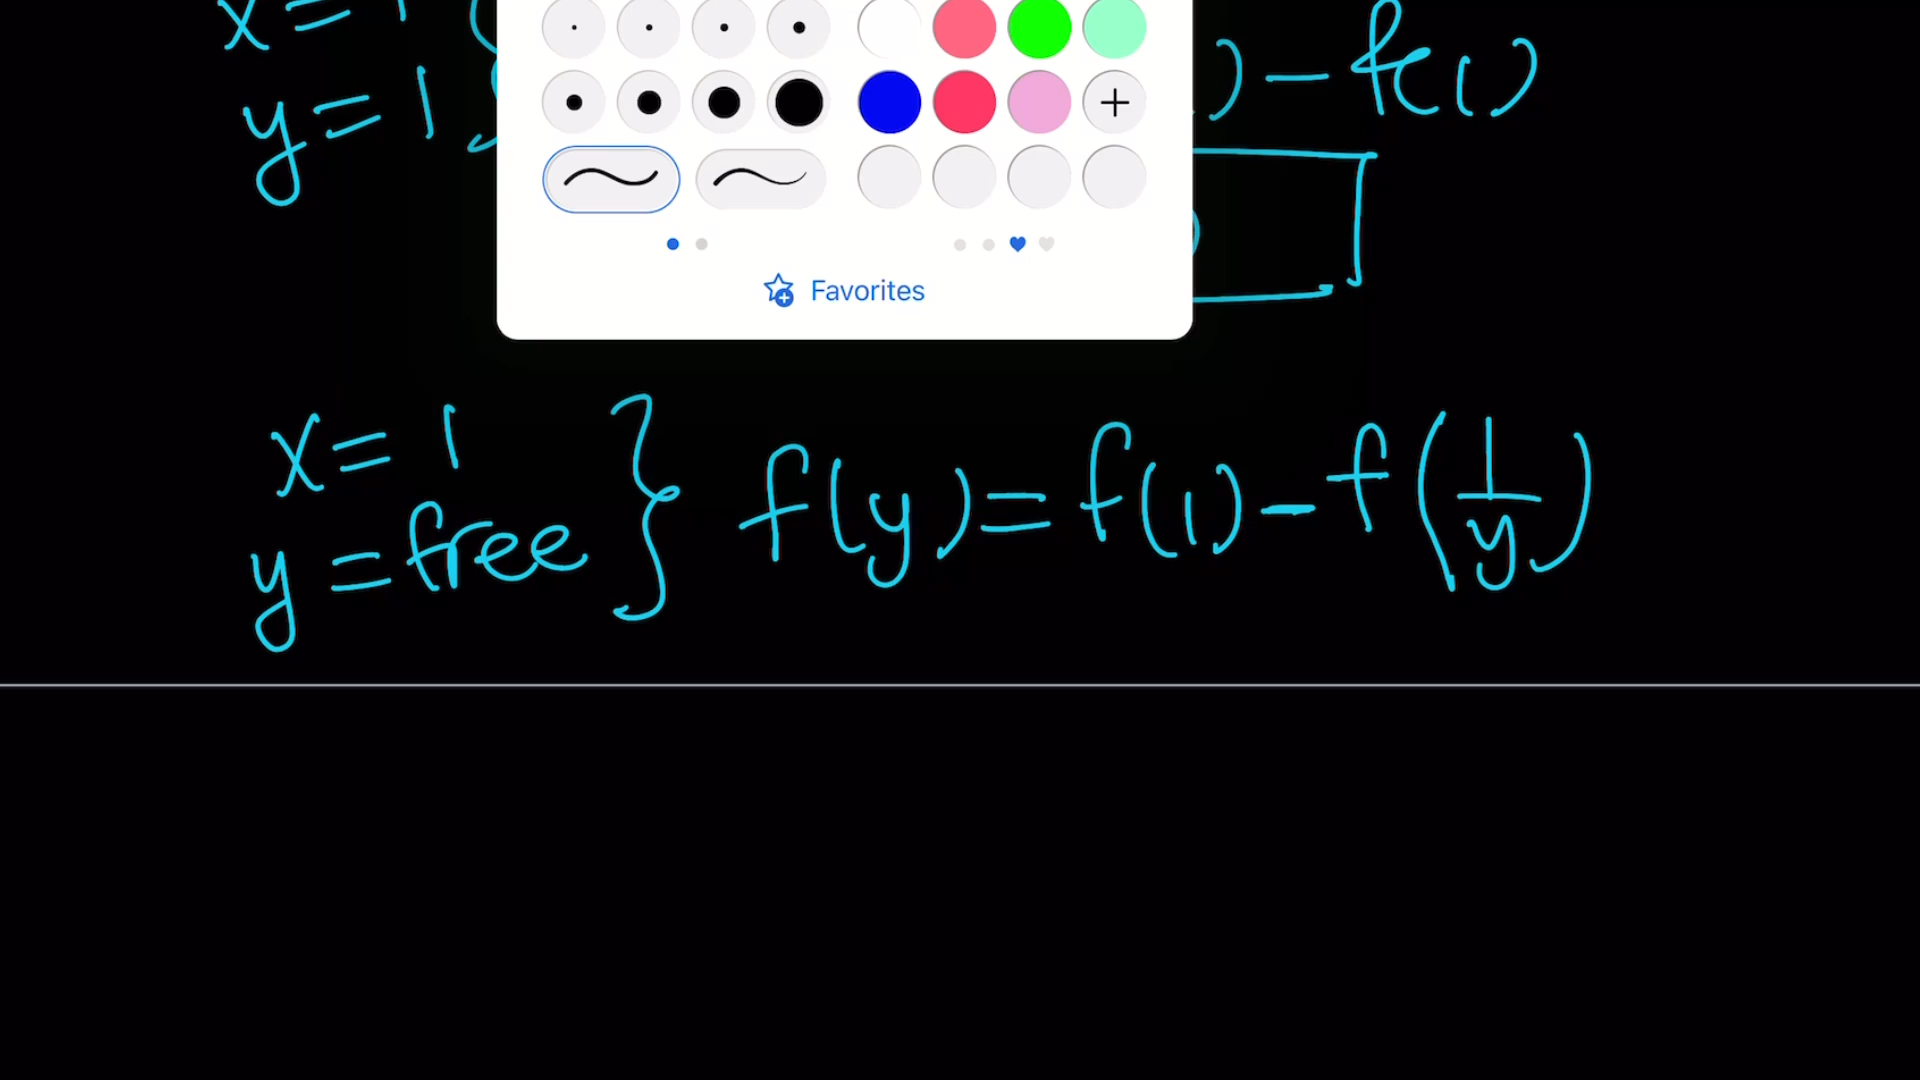 x=1
y=1
) - f(1)
+
Favorites
x=1
y=free } f(y)=f(1)-f(1/y)